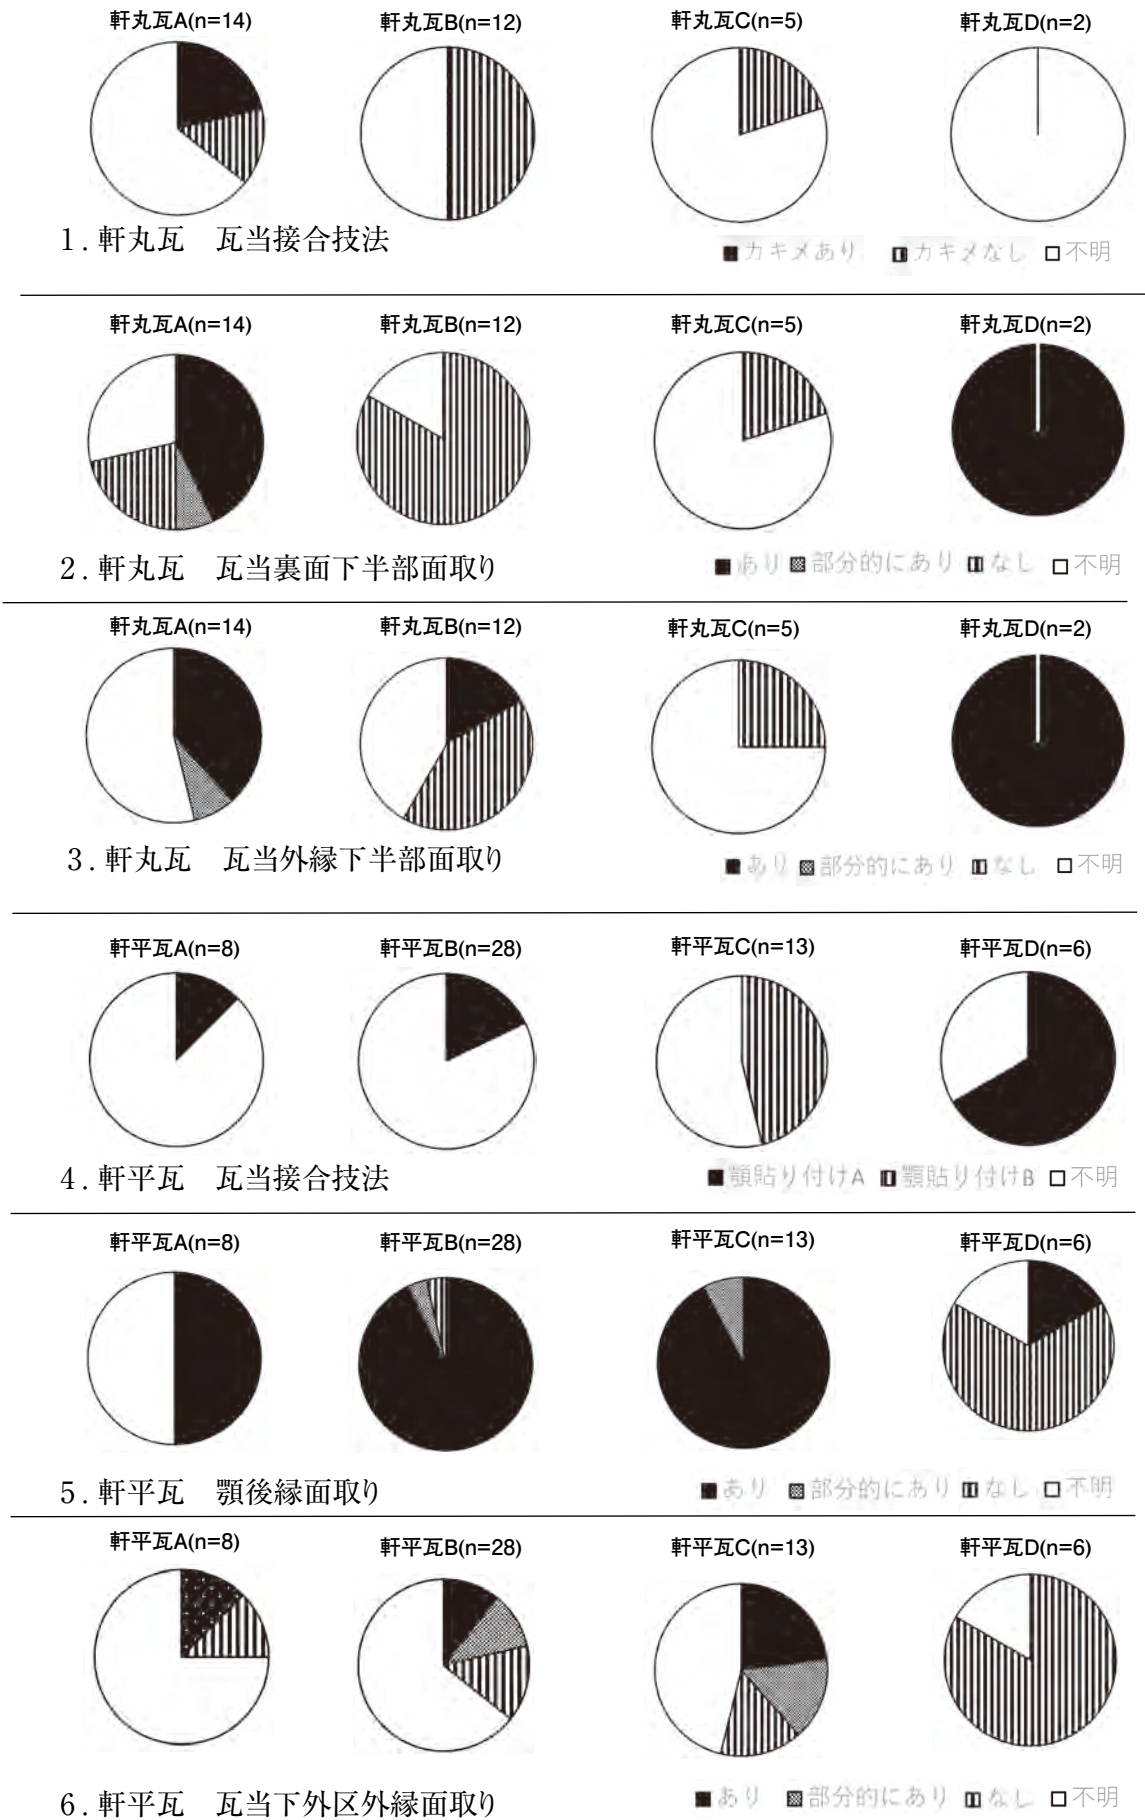 軒丸瓦A(n=14) 軒丸瓦B(n=12) 軒丸瓦C(n=5) 軒丸瓦D(n=2)
1.軒丸瓦 瓦当接合技法
■カキメあり ▥カキメなし □不明
軒丸瓦A(n=14) 軒丸瓦B(n=12) 軒丸瓦C(n=5) 軒丸瓦D(n=2)
2.軒丸瓦 瓦当裏面下半部面取り
■あり ▩部分的にあり ▥なし □不明
軒丸瓦A(n=14) 軒丸瓦B(n=12) 軒丸瓦C(n=5) 軒丸瓦D(n=2)
3.軒丸瓦 瓦当外縁下半部面取り
■あり ▩部分的にあり ▥なし □不明
軒平瓦A(n=8) 軒平瓦B(n=28) 軒平瓦C(n=13) 軒平瓦D(n=6)
4.軒平瓦 瓦当接合技法
■顎貼り付けA ▥顎貼り付けB □不明
軒平瓦A(n=8) 軒平瓦B(n=28) 軒平瓦C(n=13) 軒平瓦D(n=6)
5.軒平瓦 顎後縁面取り
■あり ▩部分的にあり ▥なし □不明
軒平瓦A(n=8) 軒平瓦B(n=28) 軒平瓦C(n=13) 軒平瓦D(n=6)
6.軒平瓦 瓦当下外区外縁面取り
■あり ▩部分的にあり ▥なし □不明